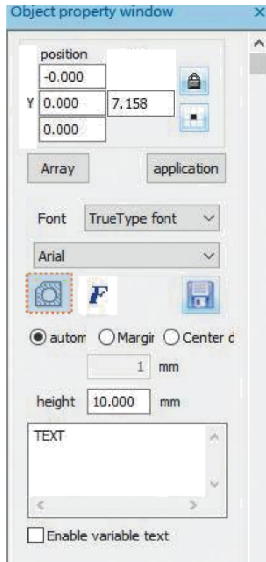 Object property window
position
-0.000
Y 0.000 7.158
0.000
Array application
Font TrueType font
Arial
F
autom Margir Center d
1 mm
height 10.000 mm
TEXT
Enable variable text